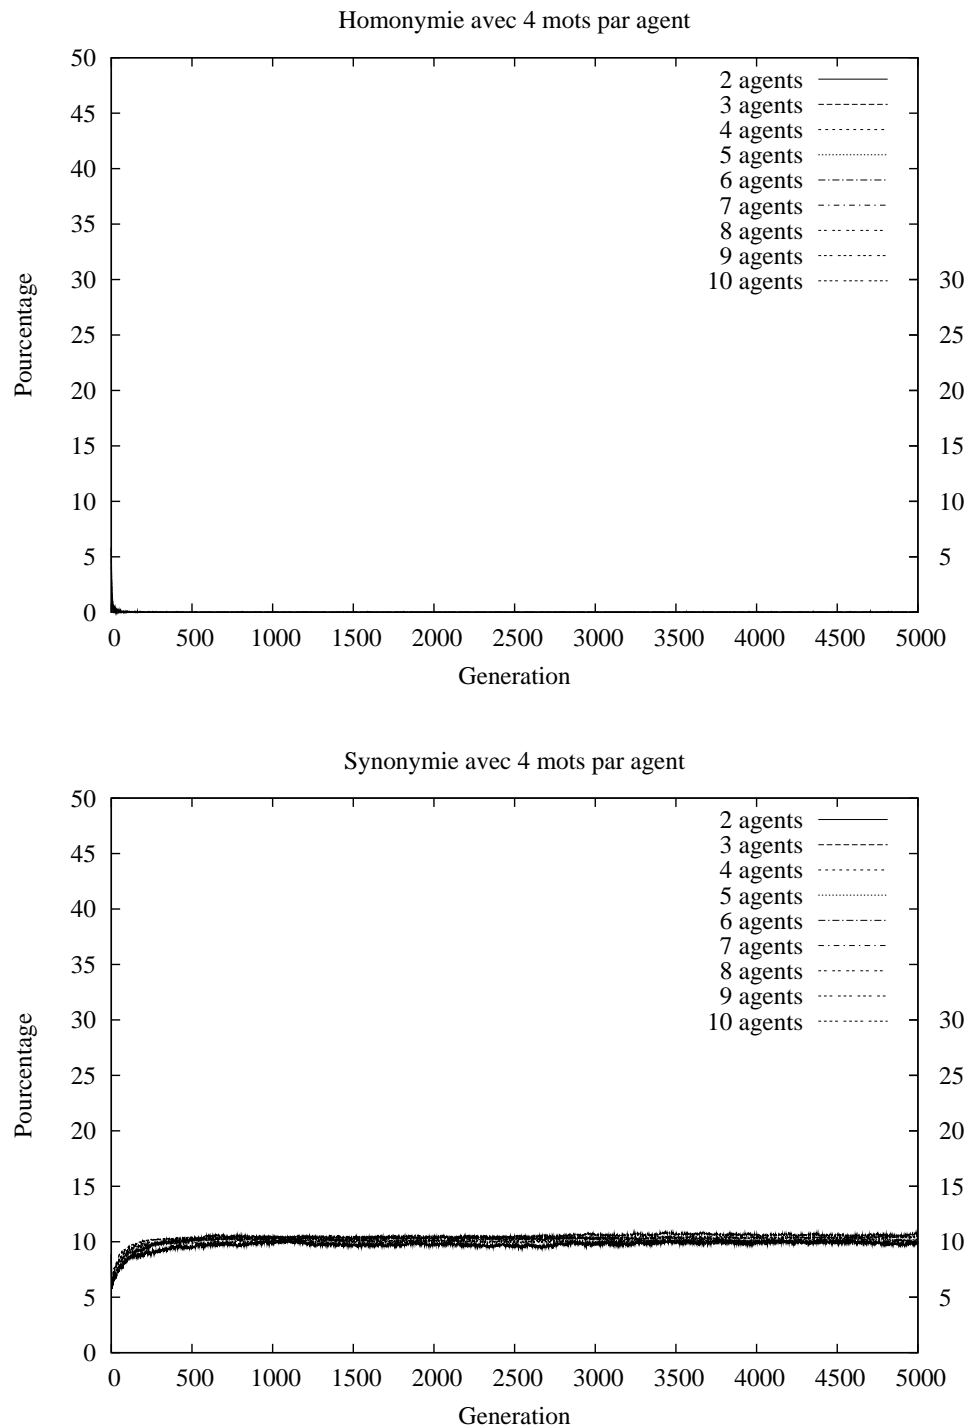 Homonymie avec 4 mots par agent
50
2 agents
45
3 agents
4 agents
40
5 agents
6 agents
35
7 agents
8 agents
9 agents
30
10 agents
30
25
25
20
20
15
15
10
10
5
5
0
Pourcentage
0 500 1000 1500 2000 2500 3000 3500 4000 4500 5000
Generation
Synonymie avec 4 mots par agent
50
2 agents
45
3 agents
4 agents
40
5 agents
6 agents
35
7 agents
8 agents
9 agents
30
10 agents
30
25
25
20
20
15
15
10
10
5
5
0
Pourcentage
0 500 1000 1500 2000 2500 3000 3500 4000 4500 5000
Generation